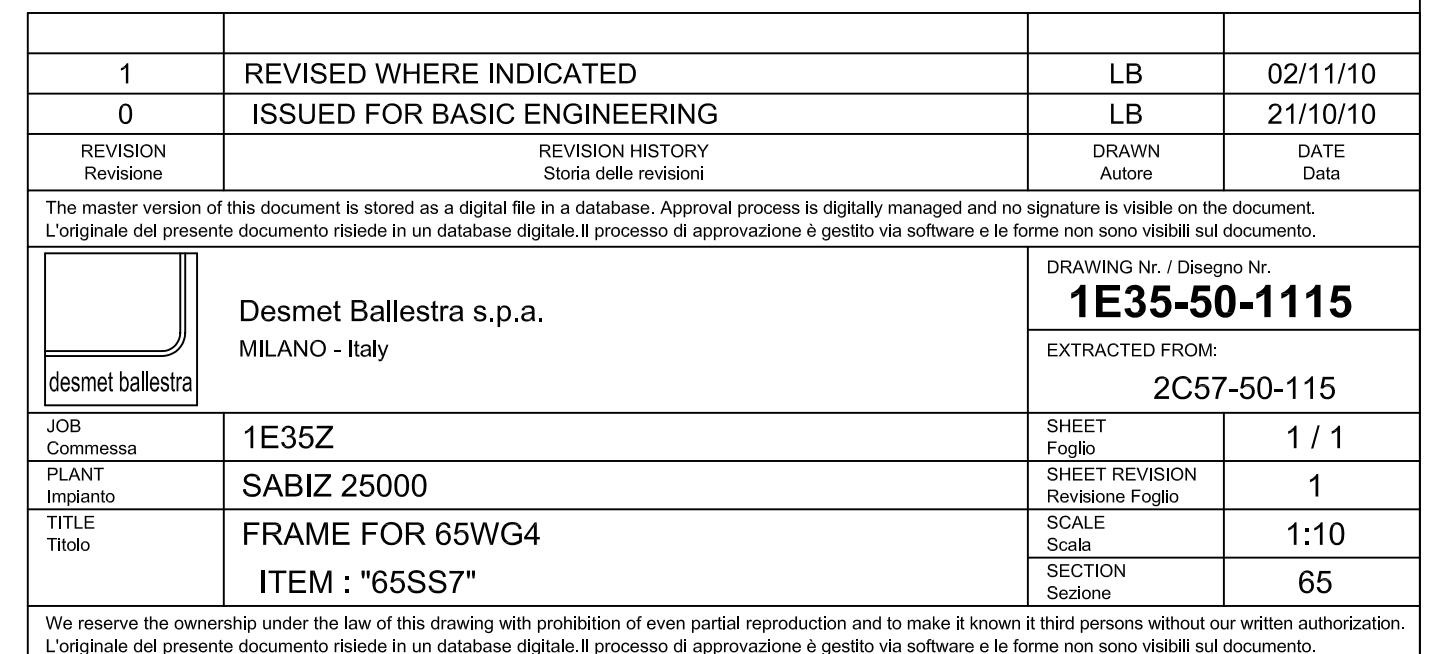 1 REVISED WHERE INDICATED LB 02/11/10
0 ISSUED FOR BASIC ENGINEERING LB 21/10/10
REVISION REVISION HISTORY DRAWN DATE
Revisione Storia delle revisioni Autore Data
The master version of this document is stored as a digital file in a database. Approval process is digitally managed and no signature is visible on the document.
L'originale del presente documento risiede in un database digitale.Il processo di approvazione è gestito via software e le forme non sono visibili sul documento.
desmet ballestra
Desmet Ballestra s.p.a.
MILANO - Italy
DRAWING Nr. / Disegno Nr.
1E35-50-1115
EXTRACTED FROM:
2C57-50-115
JOB
Commessa
1E35Z
SHEET
Foglio
1 / 1
PLANT
Impianto
SABIZ 25000
SHEET REVISION
Revisione Foglio
1
TITLE
Titolo
FRAME FOR 65WG4
ITEM : "65SS7"
SCALE
Scala
1:10
SECTION
Sezione
65
We reserve the ownership under the law of this drawing with prohibition of even partial reproduction and to make it known it third persons without our written authorization.
L'originale del presente documento risiede in un database digitale.Il processo di approvazione è gestito via software e le forme non sono visibili sul documento.